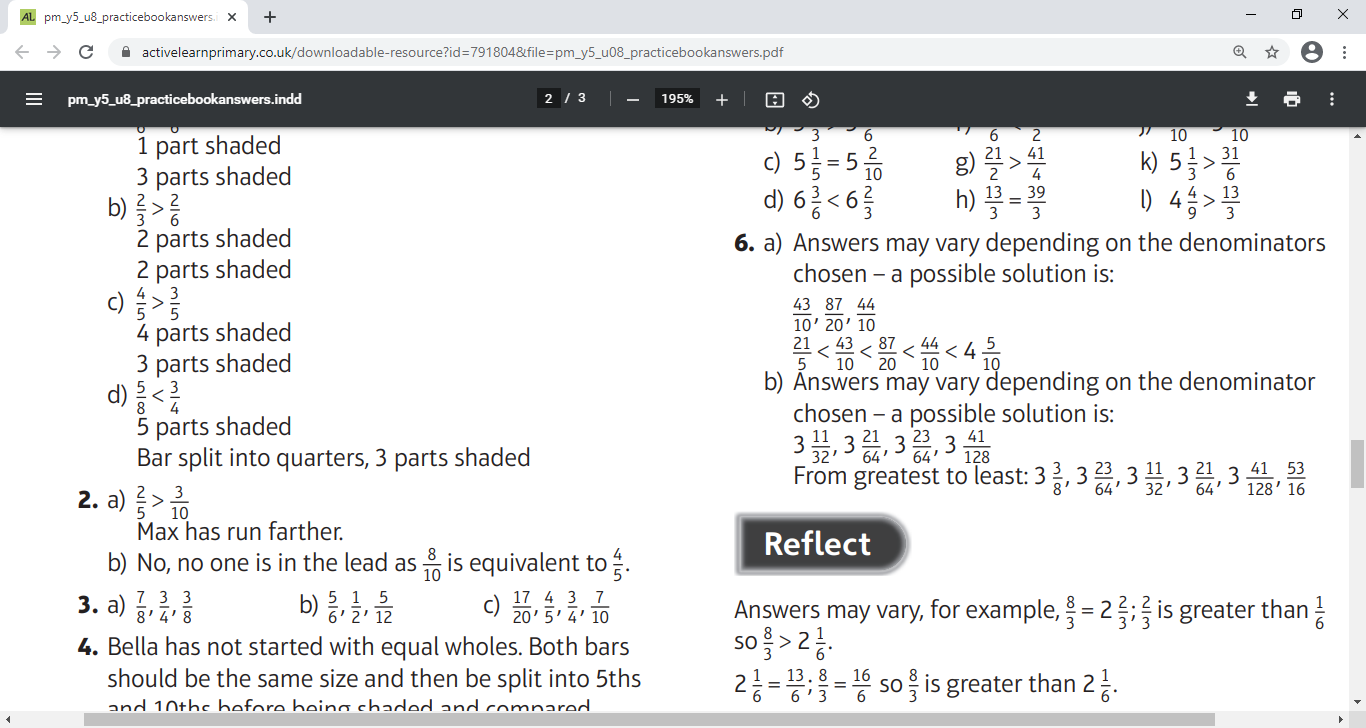 pm_y5_u8_practicebookanswers.i
activelearnprimary.co.uk/downloadable-resource?id=791804&file=pm_y5_u08_practicebookanswers.pdf
pm_y5_u8_practicebookanswers.indd
2 / 3
195%
1 part shaded
3 parts shaded
b) 2/3 > 2/6
2 parts shaded
2 parts shaded
c) 4/5 > 3/5
4 parts shaded
3 parts shaded
d) 5/8 < 3/4
5 parts shaded
Bar split into quarters, 3 parts shaded
2. a) 2/5 > 3/10
Max has run farther.
b) No, no one is in the lead as 8/10 is equivalent to 4/5.
3. a) 7/8, 3/4, 3/8 b) 5/6, 1/2, 5/12 c) 17/20, 4/5, 3/4, 7/10
4. Bella has not started with equal wholes. Both bars
should be the same size and then be split into 5ths
and 10ths before being shaded and compared
c) 5 1/5 = 5 2/10 g) 21/2 > 41/4 k) 5 1/3 > 31/6
d) 6 3/6 < 6 2/3 h) 13/3 = 39/3 l) 4 4/9 > 13/3
6. a) Answers may vary depending on the denominators
chosen – a possible solution is:
43/10, 87/20, 44/10
21/5 < 43/10 < 87/20 < 44/10 < 4 5/10
b) Answers may vary depending on the denominator
chosen – a possible solution is:
3 11/32, 3 21/64, 3 23/64, 3 41/128
From greatest to least: 3 3/8, 3 23/64, 3 11/32, 3 21/64, 3 41/128, 53/16
Reflect
Answers may vary, for example, 8/3 = 2 2/3; 2/3 is greater than 1/6
so 8/3 > 2 1/6.
2 1/6 = 13/6; 8/3 = 16/6 so 8/3 is greater than 2 1/6.